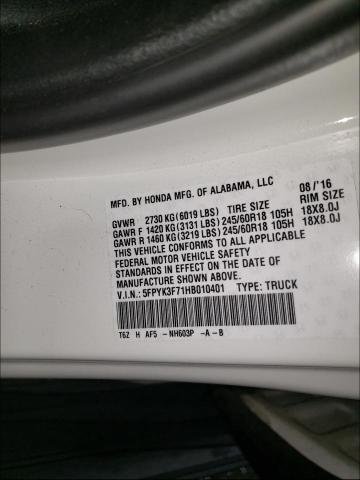 MFD. BY HONDA MFG. OF ALABAMA, LLC 08/'16
GVWR 2730 KG(6019 LBS) TIRE SIZE RIM SIZE
GAWR F 1420 KG(3131 LBS) 245/60R18 105H 18X8.0J
GAWR R 1460 KG(3219 LBS) 245/60R18 105H 18X8.0J
THIS VEHICLE CONFORMS TO ALL APPLICABLE
FEDERAL MOTOR VEHICLE SAFETY
STANDARDS IN EFFECT ON THE DATE OF
MANUFACTURE SHOWN ABOVE.
V.I.N.: 5FPYK3F71HB010401 TYPE: TRUCK
T6Z H AF5 -NH603P -A-B